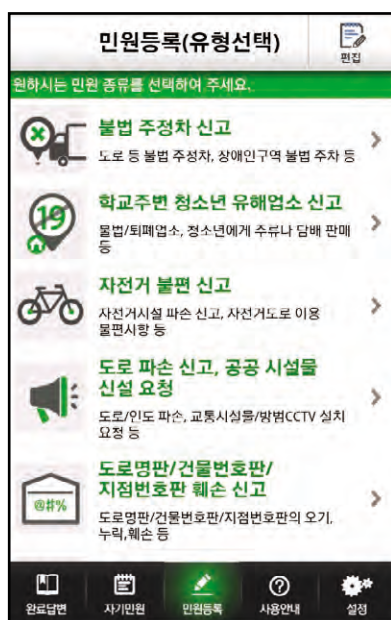 민원등록(유형선택)
편집
원하시는 민원 종류를 선택하여 주세요.
불법 주정차 신고
도로 등 불법 주정차, 장애인구역 불법 주차 등
19
학교주변 청소년 유해업소 신고
불법/퇴폐업소, 청소년에게 주류나 담배 판매
등
자전거 불편 신고
자전거시설 파손 신고, 자전거도로 이용
불편사항 등
도로 파손 신고, 공공 시설물
신설 요청
도로/인도 파손, 교통시설물/방범CCTV 설치
요청 등
@#%
도로명판/건물번호판/
지점번호판 훼손 신고
도로명판/건물번호판/지점번호판의 오기,
누락,훼손 등
완료답변
자기민원
민원등록
사용안내
설정